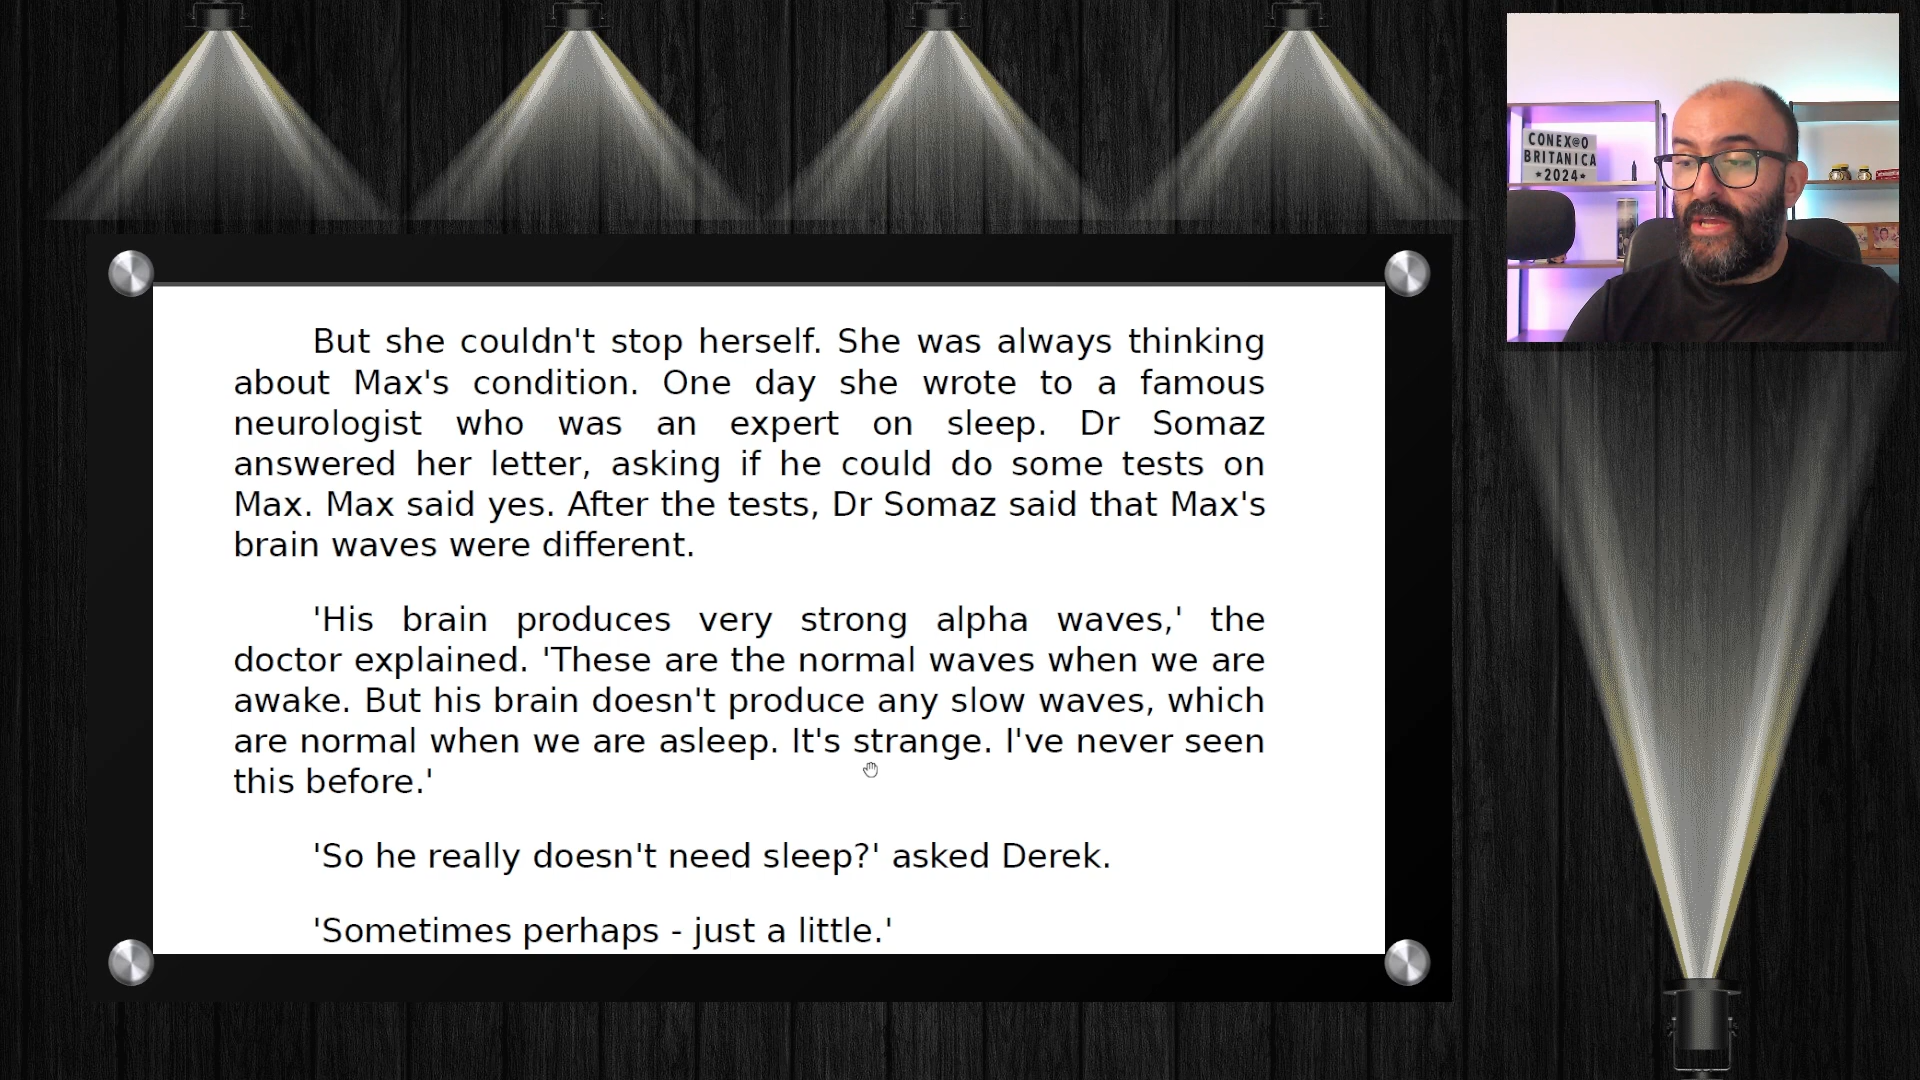 CONEX@O
BRITANICA
*2024*
But she couldn't stop herself. She was always thinking
about Max's condition. One day she wrote to a famous
neurologist who was an expert on sleep. Dr Somaz
answered her letter, asking if he could do some tests on
Max. Max said yes. After the tests, Dr Somaz said that Max's
brain waves were different.
'His brain produces very strong alpha waves,' the
doctor explained. 'These are the normal waves when we are
awake. But his brain doesn't produce any slow waves, which
are normal when we are asleep. It's strange. I've never seen
this before.'
'So he really doesn't need sleep?' asked Derek.
'Sometimes perhaps - just a little.'